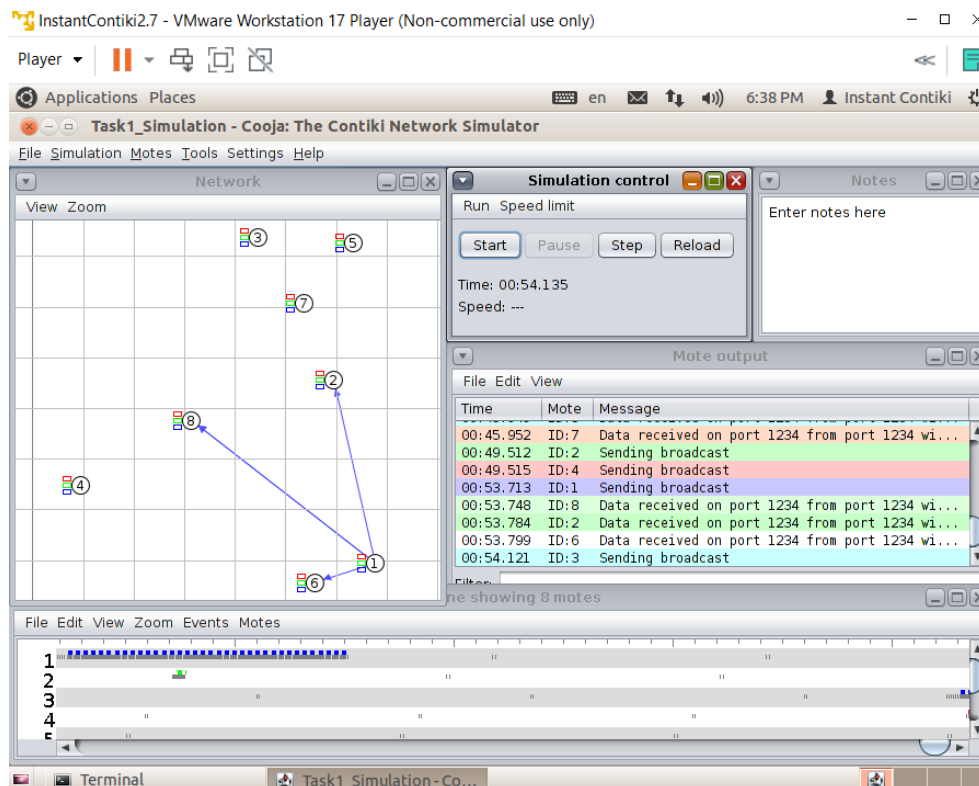 InstantContiki2.7 - VMware Workstation 17 Player (Non-commercial use only)
Player
Applications Places en 6:38 PM Instant Contiki
Task1_Simulation - Cooja: The Contiki Network Simulator
File Simulation Motes Tools Settings Help
Network
View Zoom
3
5
7
2
8
4
1
6
Simulation control
Run Speed limit
Start Pause Step Reload
Time: 00:54.135
Speed: ---
Notes
Enter notes here
Mote output
File Edit View
Time Mote Message
00:45.952 ID:7 Data received on port 1234 from port 1234 wi...
00:49.512 ID:2 Sending broadcast
00:49.515 ID:4 Sending broadcast
00:53.713 ID:1 Sending broadcast
00:53.748 ID:8 Data received on port 1234 from port 1234 wi...
00:53.784 ID:2 Data received on port 1234 from port 1234 wi...
00:53.799 ID:6 Data received on port 1234 from port 1234 wi...
00:54.121 ID:3 Sending broadcast
Filter:
ne showing 8 motes
File Edit View Zoom Events Motes
1
2
3
4
5
Terminal
Task1_Simulation - Co...